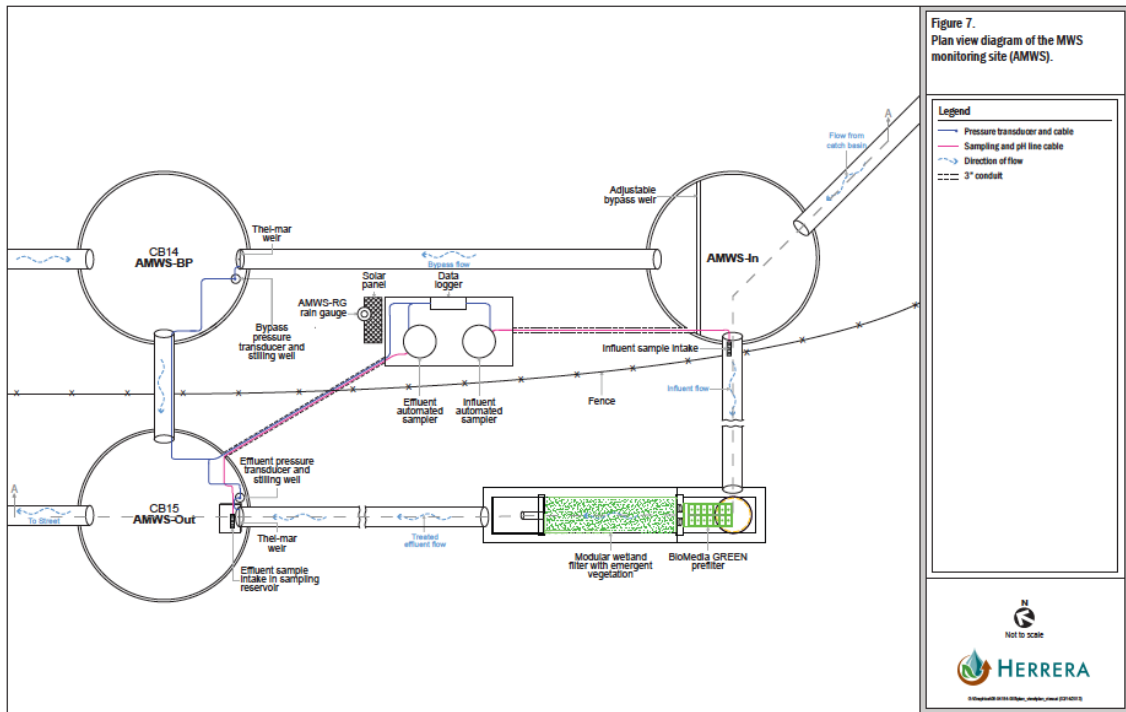 Figure 7.
Plan view diagram of the MWS
monitoring site (AMWS).
Legend
Pressure transducer and cable
Sampling and pH line cable
Direction of flow
3" conduit
A
Flow from
catch basin
Adjustable
bypass weir
Thel-mar
weir
CB14
AMWS-BP
AMWS-In
Bypass flow
Solar
panel
Data
logger
AMWS-RG
rain gauge
Bypass
pressure
transducer and
stilling well
Influent sample intake
Influent flow
Fence
Effluent
automated
sampler
Influent
automated
sampler
Effluent pressure
transducer and
stilling well
A
CB15
AMWS-Out
To Street
Thel-mar
weir
Treated
effluent flow
Effluent sample
intake in sampling
reservoir
Modular wetland
filter with emergent
vegetation
BioMedia GREEN
prefilter
N
Not to scale
HERRERA